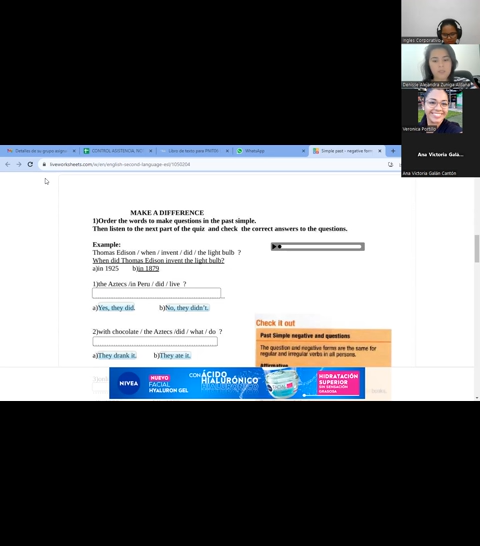 Inglés Corporativo
Verónica Portillo
Ana Victoria Galá...
Ana Victoria Galán Cantón
WhatsApp
Simple past - negative form
liveworksheets.com/w/en/english-second-language-esl/1050204
MAKE A DIFFERENCE
1)Order the words to make questions in the past simple.
Then listen to the next part of the quiz and check the correct answers to the questions.
Example:
Thomas Edison / when / invent / did / the light bulb ?
When did Thomas Edison invent the light bulb?
a)in 1925 b)in 1879
1)the Aztecs /in Peru / did / live ?
a)Yes, they did. b)No, they didn't.
2)with chocolate / the Aztecs /did / what / do ?
a)They drank it. b)They ate it.
Check it out
Past Simple negative and questions
The question and negative forms are the same for
regular and irregular verbs in all persons.
Affirmative
NIVEA
NUEVO
FACIAL
HYALURON GEL
CON ÁCIDO
HIALURÓNICO
HIDRATACIÓN
SUPERIOR
SIN SENSACIÓN
GRASOSA